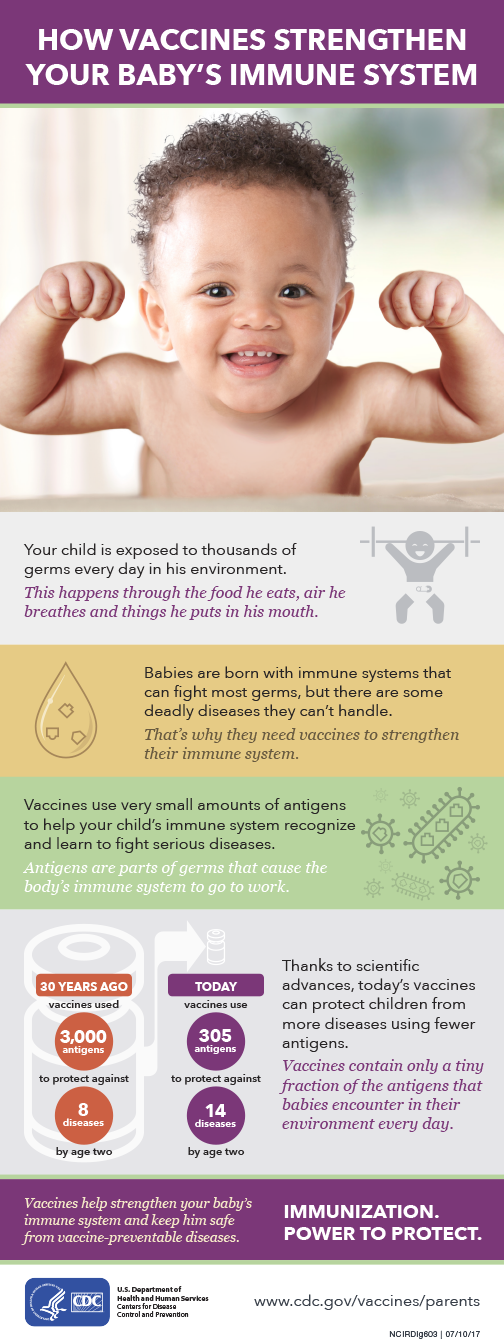 HOW VACCINES STRENGTHEN
YOUR BABY'S IMMUNE SYSTEM
Your child is exposed to thousands of
germs every day in his environment.
This happens through the food he eats, air he
breathes and things he puts in his mouth.
Babies are born with immune systems that
can fight most germs, but there are some
deadly diseases they can't handle.
That's why they need vaccines to strengthen
their immune system.
Vaccines use very small amounts of antigens
to help your child's immune system recognize
and learn to fight serious diseases.
Antigens are parts of germs that cause the
body's immune system to go to work.
30 YEARS AGO
vaccines used
3,000
antigens
to protect against
8
diseases
by age two
TODAY
vaccines use
305
antigens
to protect against
14
diseases
by age two
Thanks to scientific
advances, today's vaccines
can protect children from
more diseases using fewer
antigens.
Vaccines contain only a tiny
fraction of the antigens that
babies encounter in their
environment every day.
Vaccines help strengthen your baby's
immune system and keep him safe
from vaccine-preventable diseases.
IMMUNIZATION.
POWER TO PROTECT.
CDC
U.S. Department of
Health and Human Services
Centers for Disease
Control and Prevention
www.cdc.gov/vaccines/parents
NCIRDig603 | 07/10/17